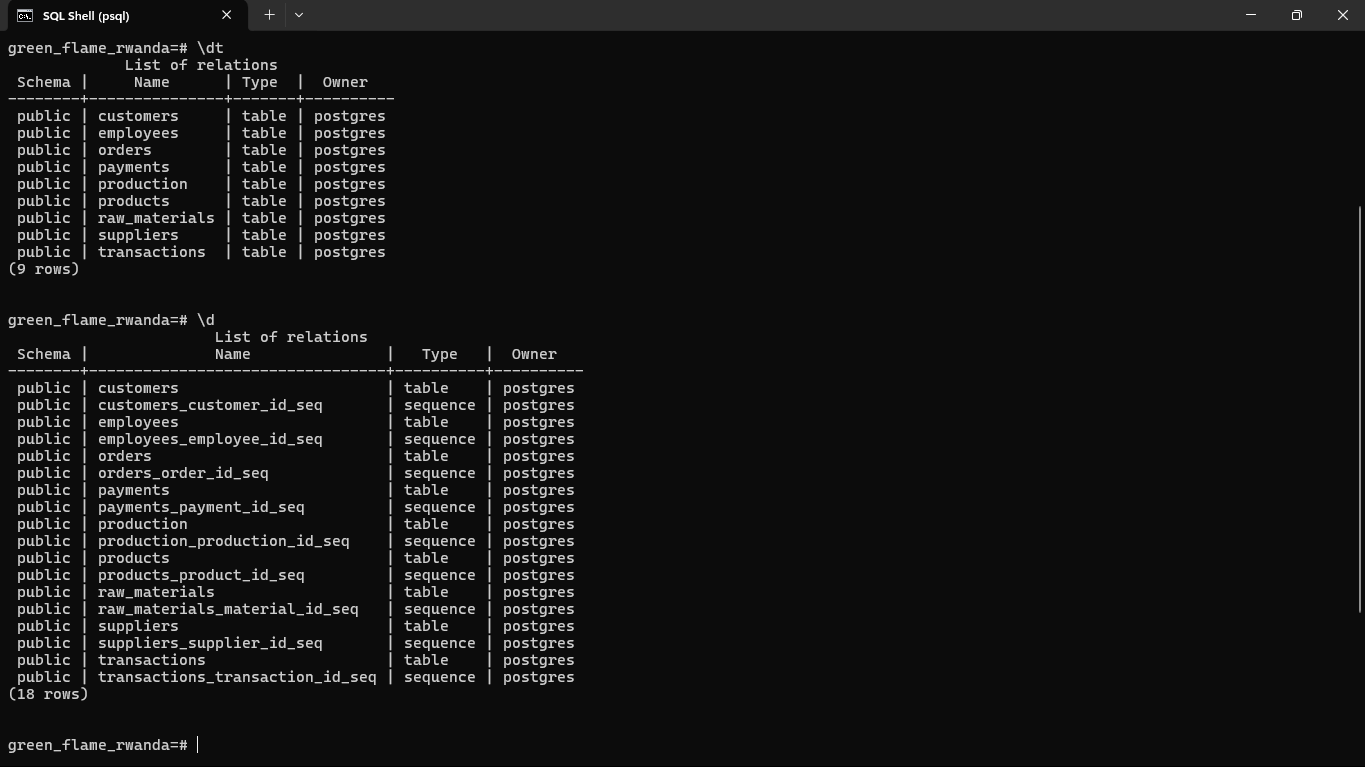 SQL Shell (psql)
green_flame_rwanda=# \dt
             List of relations
 Schema |     Name      | Type  |  Owner
--------+---------------+-------+----------
 public | customers     | table | postgres
 public | employees     | table | postgres
 public | orders        | table | postgres
 public | payments      | table | postgres
 public | production    | table | postgres
 public | products      | table | postgres
 public | raw_materials | table | postgres
 public | suppliers     | table | postgres
 public | transactions  | table | postgres
(9 rows)
green_flame_rwanda=# \d
                       List of relations
 Schema |              Name               |   Type   |  Owner
--------+---------------------------------+----------+----------
 public | customers                       | table    | postgres
 public | customers_customer_id_seq       | sequence | postgres
 public | employees                       | table    | postgres
 public | employees_employee_id_seq       | sequence | postgres
 public | orders                          | table    | postgres
 public | orders_order_id_seq             | sequence | postgres
 public | payments                        | table    | postgres
 public | payments_payment_id_seq         | sequence | postgres
 public | production                      | table    | postgres
 public | production_production_id_seq    | sequence | postgres
 public | products                        | table    | postgres
 public | products_product_id_seq         | sequence | postgres
 public | raw_materials                   | table    | postgres
 public | raw_materials_material_id_seq   | sequence | postgres
 public | suppliers                       | table    | postgres
 public | suppliers_supplier_id_seq       | sequence | postgres
 public | transactions                    | table    | postgres
 public | transactions_transaction_id_seq | sequence | postgres
(18 rows)
green_flame_rwanda=#